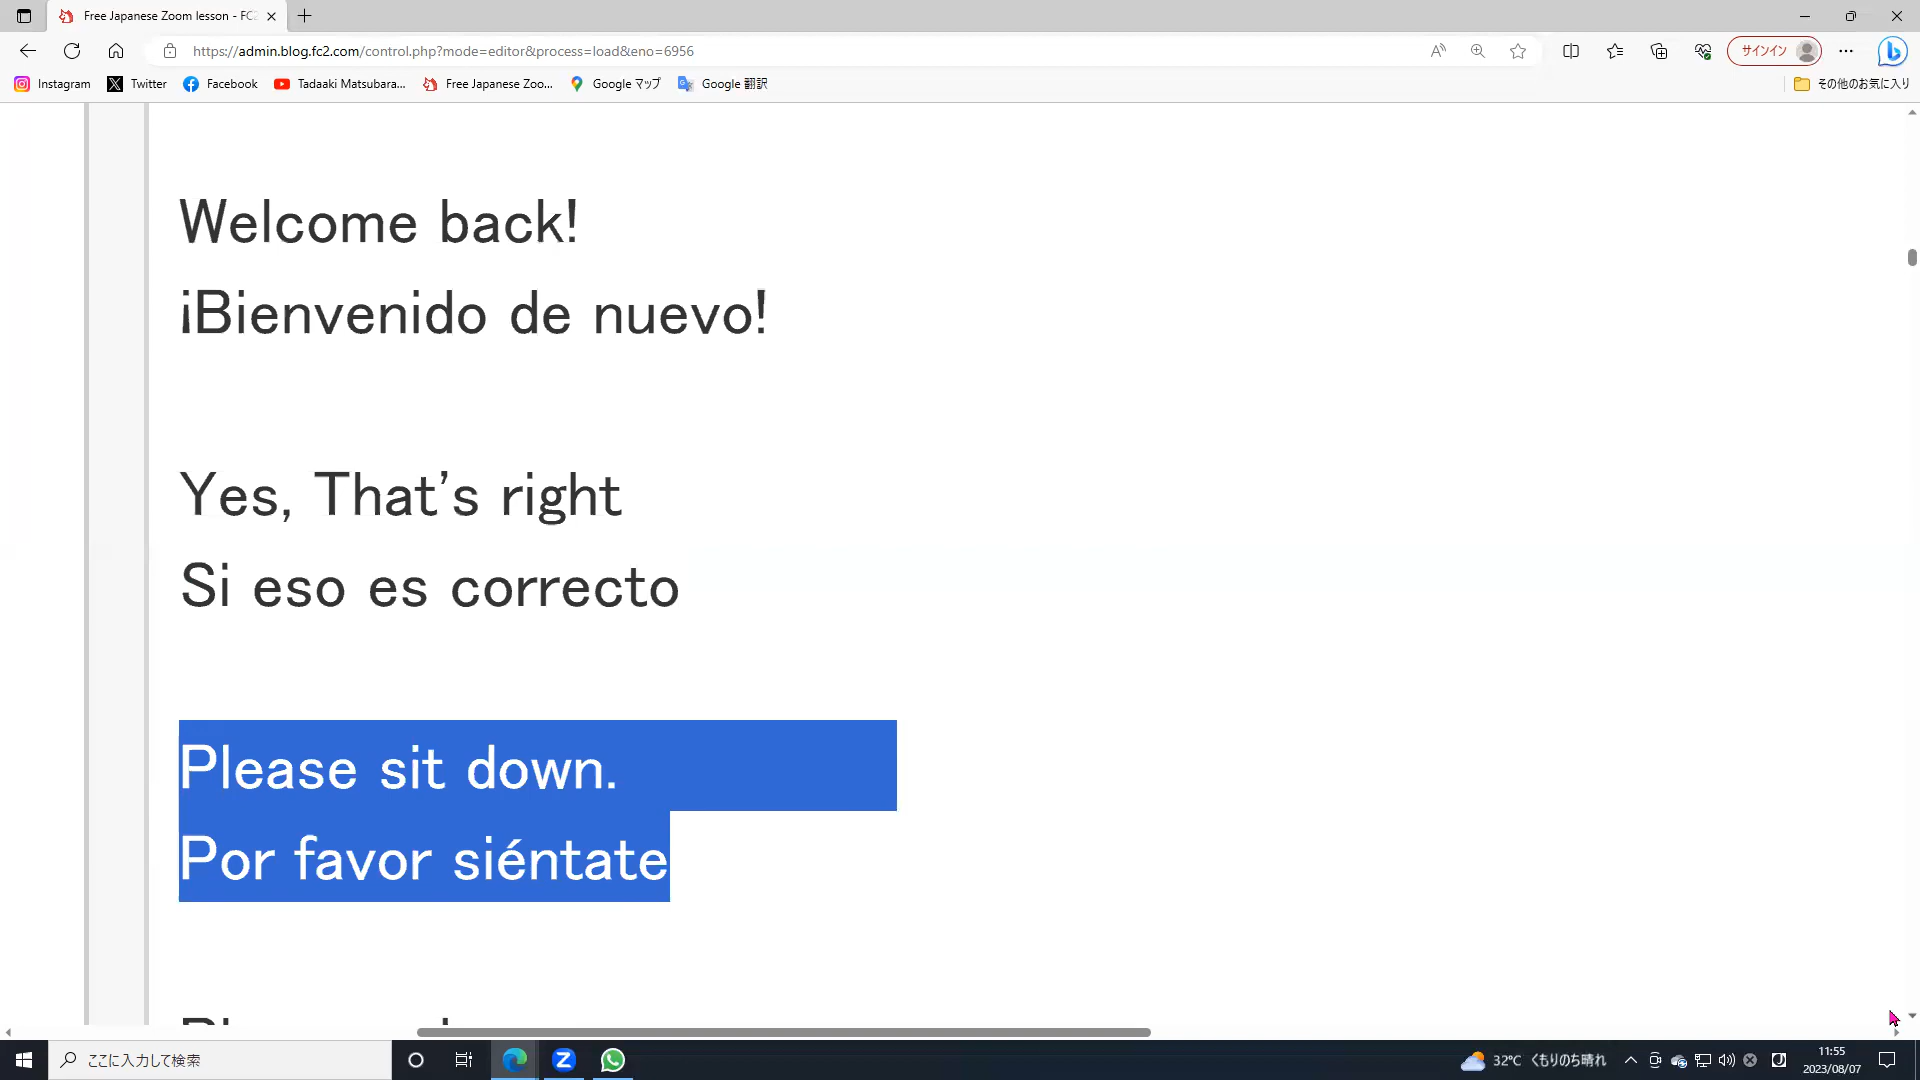 Free Japanese Zoom lesson - FC2
https://admin.blog.fc2.com/control.php?mode=editor&process=load&eno=6956
サインイン
Instagram
Twitter
Facebook
Tadaaki Matsubara...
Free Japanese Zoo...
Google マップ
Google 翻訳
その他のお気に入り
Welcome back!
¡Bienvenido de nuevo!
Yes, That's right
Si eso es correcto
Please sit down.
Por favor siéntate
ここに入力して検索
32℃ くもりのち晴れ
11:55
2023/08/07